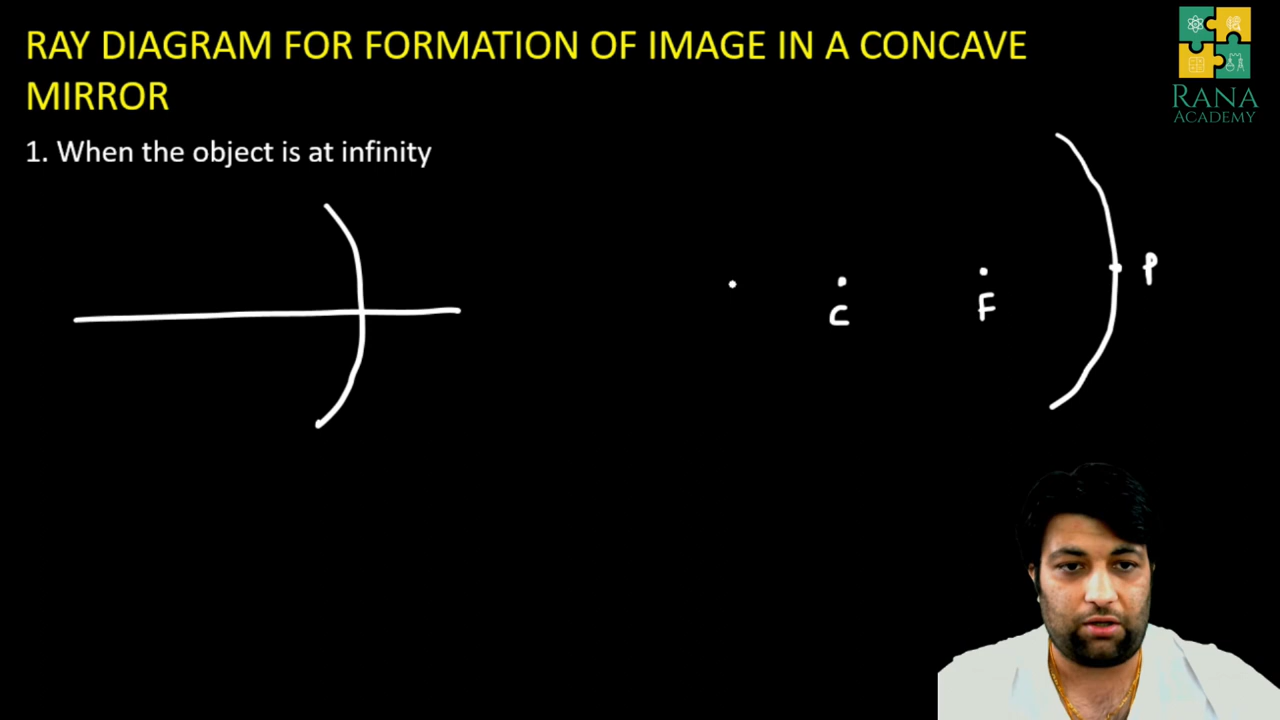 RAY DIAGRAM FOR FORMATION OF IMAGE IN A CONCAVE
MIRROR
RANA
ACADEMY
1. When the object is at infinity
P
C
F